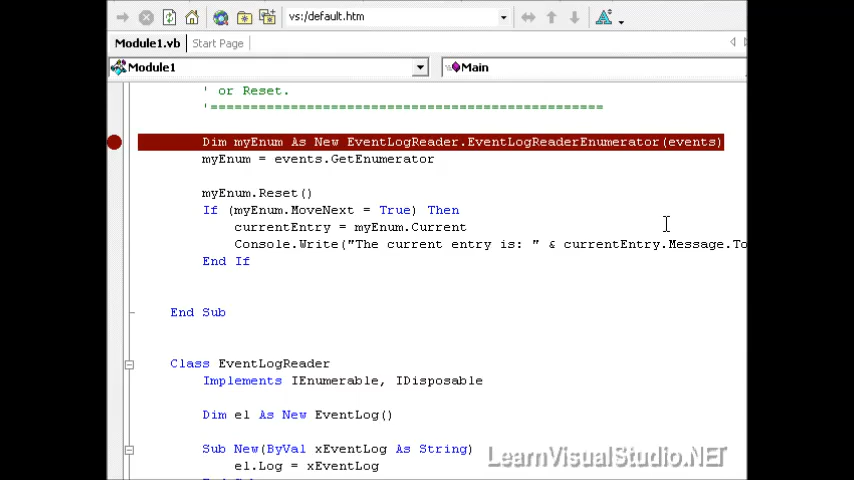 vs:/default.htm
Module1.vb Start Page
Module1 Main
' or Reset.
'=================================================
Dim myEnum As New EventLogReader.EventLogReaderEnumerator(events)
myEnum = events.GetEnumerator
myEnum.Reset()
If (myEnum.MoveNext = True) Then
currentEntry = myEnum.Current
Console.Write("The current entry is: " & currentEntry.Message.To
End If
End Sub
Class EventLogReader
Implements IEnumerable, IDisposable
Dim el As New EventLog()
Sub New(ByVal xEventLog As String)
el.Log = xEventLog
LearnVisualStudio.NET